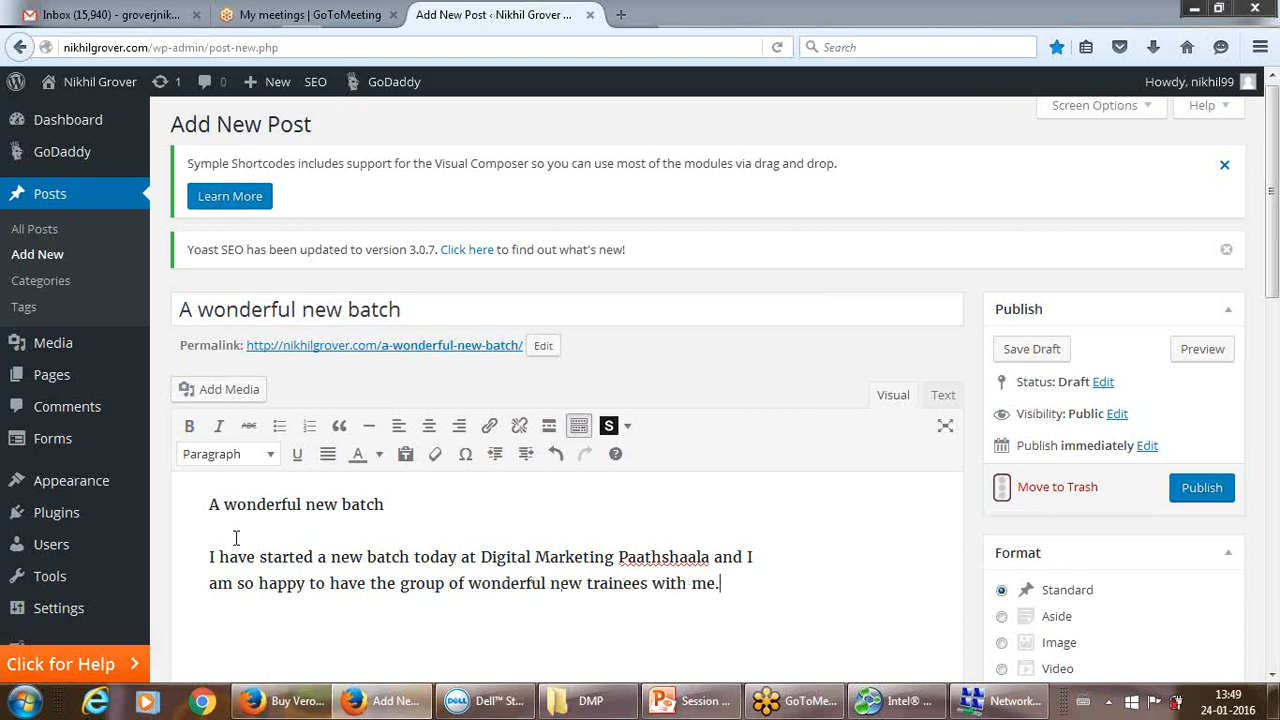 Inbox (15,940) - groverjnik...
My meetings | GoToMeeting
Add New Post ‹ Nikhil Grover ...
nikhilgrover.com/wp-admin/post-new.php
Search
Nikhil Grover
1
0
New
SEO
GoDaddy
Howdy, nikhil99
Dashboard
GoDaddy
Posts
All Posts
Add New
Categories
Tags
Media
Pages
Comments
Forms
Appearance
Plugins
Users
Tools
Settings
Click for Help
Screen Options
Help
Add New Post
Symple Shortcodes includes support for the Visual Composer so you can use most of the modules via drag and drop.
Learn More
Yoast SEO has been updated to version 3.0.7. Click here to find out what's new!
A wonderful new batch
Permalink: http://nikhilgrover.com/a-wonderful-new-batch/ Edit
Add Media
Visual
Text
B I ABC
S
Paragraph
U
A
A wonderful new batch
I have started a new batch today at Digital Marketing Paathshaala and I
am so happy to have the group of wonderful new trainees with me.
Publish
Save Draft
Preview
Status: Draft Edit
Visibility: Public Edit
Publish immediately Edit
Move to Trash
Publish
Format
Standard
Aside
Image
Video
Buy Vero...
Add Ne...
Dell™ St...
DMP
Session ...
GoToMe...
Intel® ...
Network...
13:49
24-01-2016